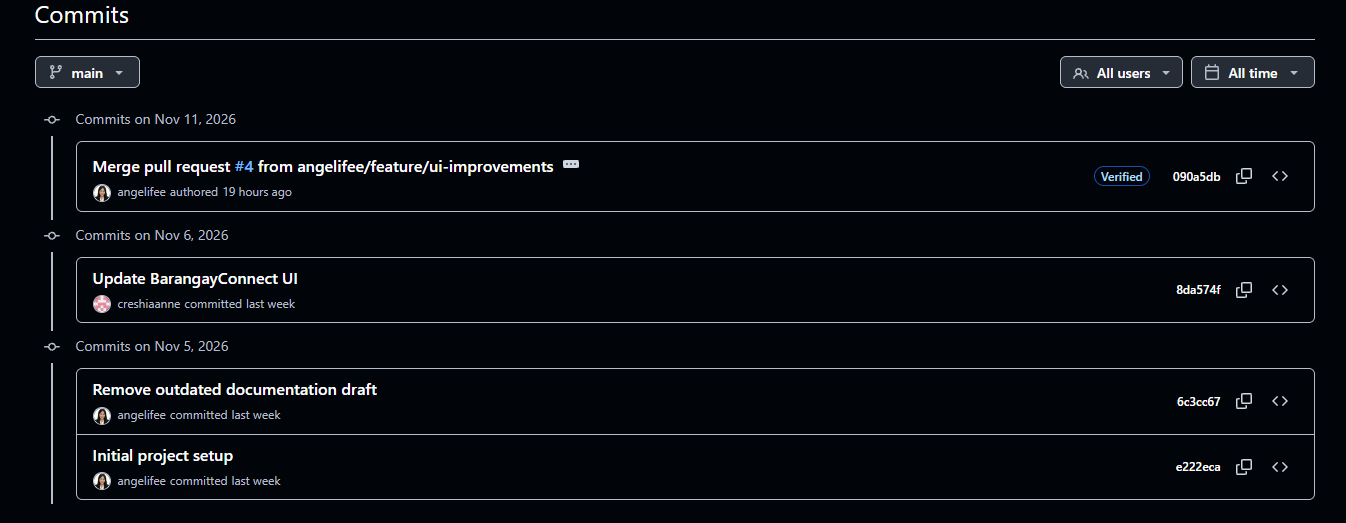 Commits
main
All users
All time
Commits on Nov 11, 2026
Merge pull request #4 from angelifee/feature/ui-improvements
angelifee authored 19 hours ago
Verified
090a5db
Commits on Nov 6, 2026
Update BarangayConnect UI
creshiaanne committed last week
8da574f
Commits on Nov 5, 2026
Remove outdated documentation draft
angelifee committed last week
6c3cc67
Initial project setup
angelifee committed last week
e222eca